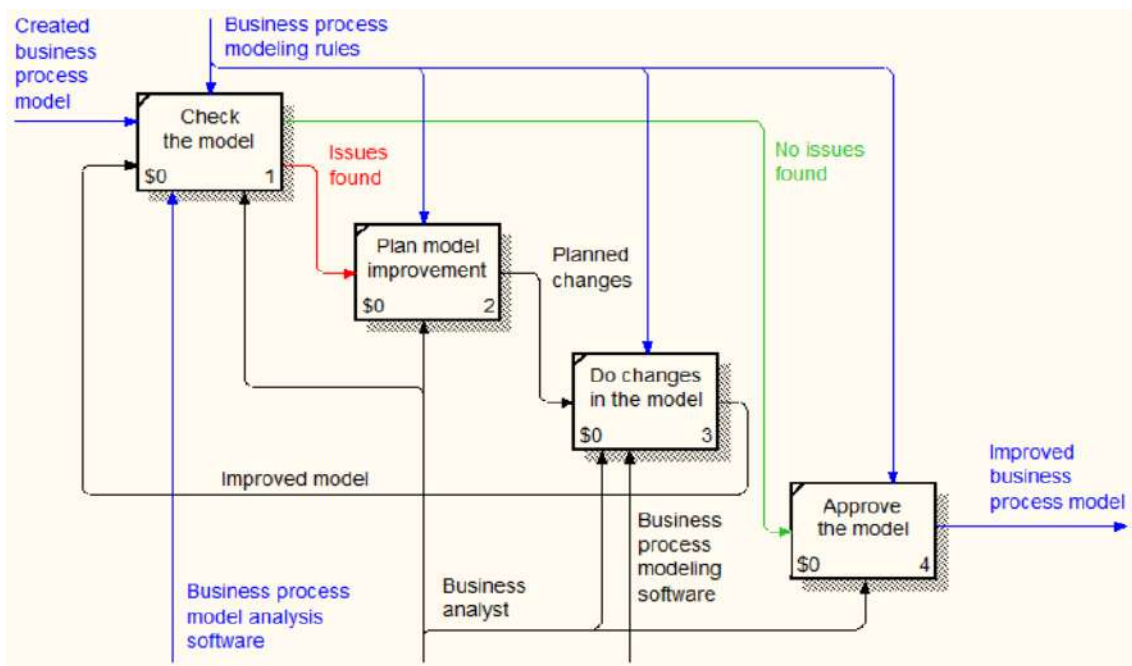 Created
business
process
model
Business process
modeling rules
Check
the model
$0
1
Issues
found
No issues
found
Plan model
improvement
$0
2
Planned
changes
Do changes
in the model
$0
3
Improved model
Improved
business
process model
Approve
the model
$0
4
Business
process
modeling
software
Business
analyst
Business process
model analysis
software